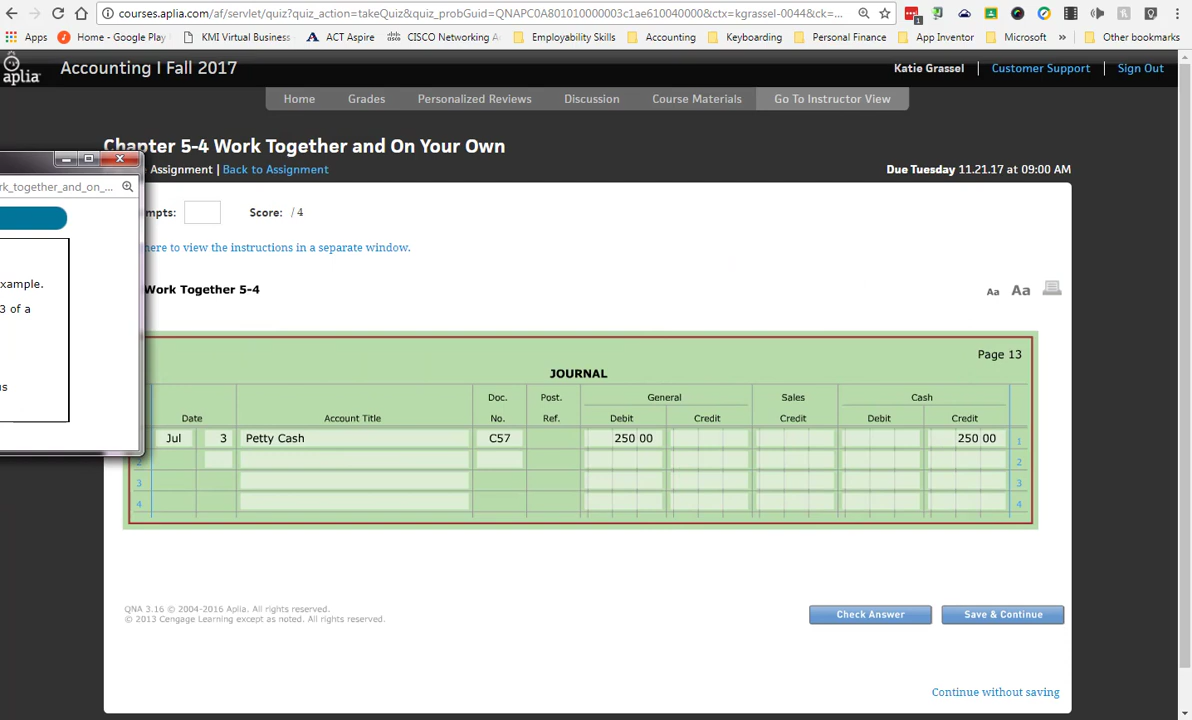 courses.aplia.com/af/servlet/quiz?quiz_action=takeQuiz&quiz_probGuid=QNAPC0A801010000003c1ae610040000&ctx=kgrassel-0044&ck=...
Apps Home - Google Play KMI Virtual Business ACT Aspire CISCO Networking A Employability Skills Accounting Keyboarding Personal Finance App Inventor Microsoft » Other bookmarks
aplia Accounting I Fall 2017 Katie Grassel Customer Support Sign Out
Home Grades Personalized Reviews Discussion Course Materials Go To Instructor View
Chapter 5-4 Work Together and On Your Own
Assignment | Back to Assignment Due Tuesday 11.21.17 at 09:00 AM
rk_together_and_on_...
mpts: Score: / 4
here to view the instructions in a separate window.
xample.
Work Together 5-4 Aa Aa
3 of a
Page 13
JOURNAL
us
Doc. Post. General Sales Cash
Date Account Title No. Ref. Debit Credit Credit Debit Credit
Jul 3 Petty Cash C57 250 00 250 00 1
2 2
3 3
4 4
QNA 3.16 © 2004-2016 Aplia. All rights reserved.
© 2013 Cengage Learning except as noted. All rights reserved.
Check Answer Save & Continue
Continue without saving